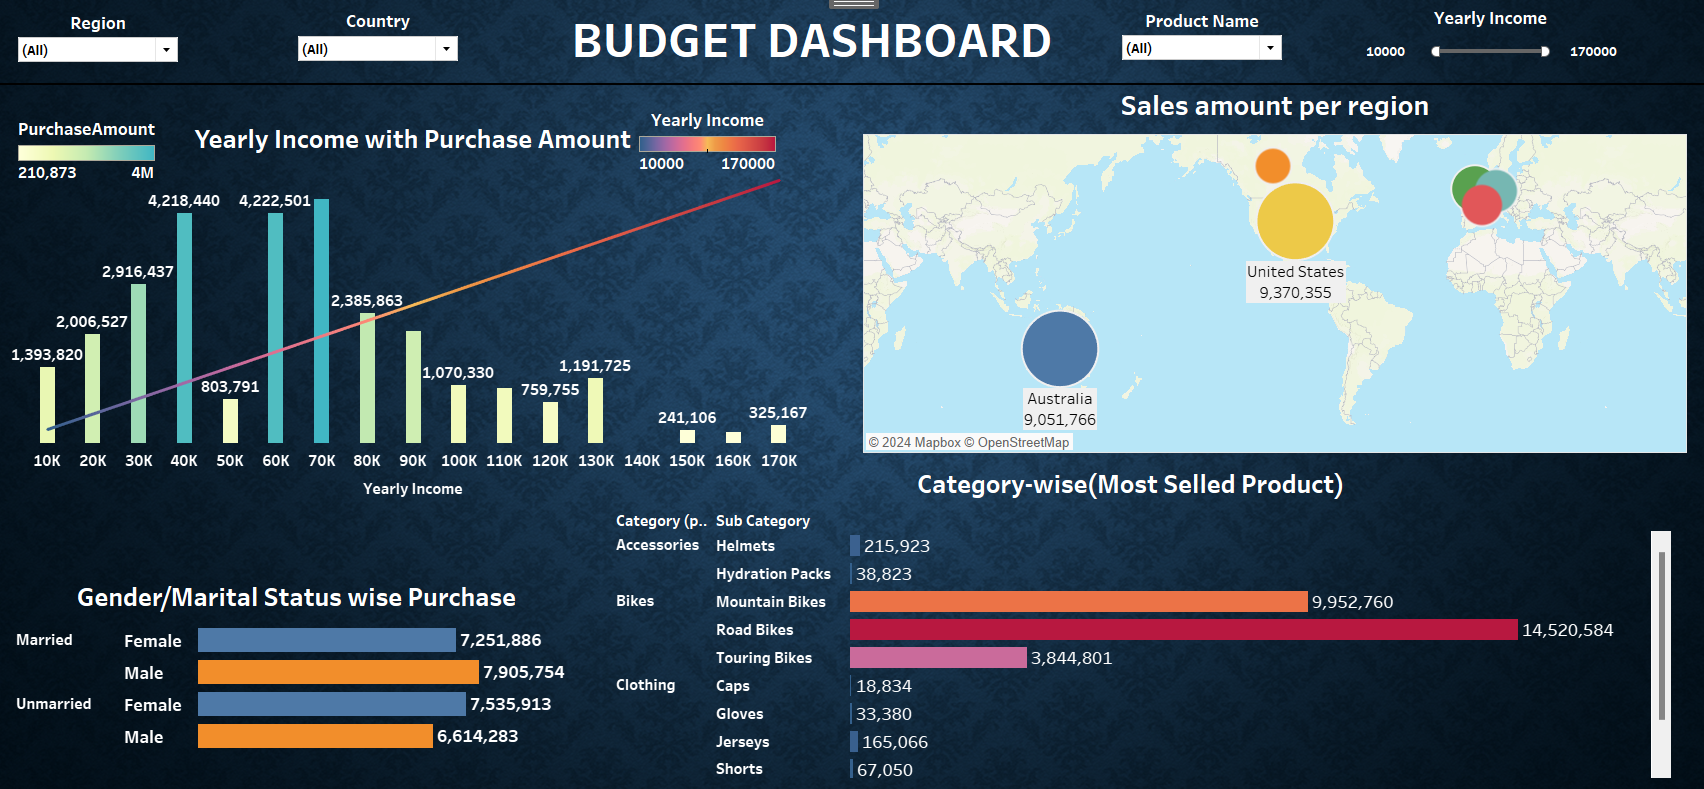 Region
(All)
Country
(All)
BUDGET DASHBOARD
Product Name
(All)
Yearly Income
10000 170000
PurchaseAmount
210,873 4M
Yearly Income with Purchase Amount
Yearly Income
10000 170000
4,218,440 4,222,501
2,916,437
2,385,863
2,006,527
1,393,820
803,791
1,070,330
1,191,725
759,755
241,106
325,167
10K 20K 30K 40K 50K 60K 70K 80K 90K 100K 110K 120K 130K 140K 150K 160K 170K
Yearly Income
Sales amount per region
United States
9,370,355
Australia
9,051,766
© 2024 Mapbox © OpenStreetMap
Gender/Marital Status wise Purchase
Married Female 7,251,886
Male 7,905,754
Unmarried Female 7,535,913
Male 6,614,283
Category-wise(Most Selled Product)
Category (p.. Sub Category
Accessories Helmets 215,923
Hydration Packs 38,823
Bikes Mountain Bikes 9,952,760
Road Bikes 14,520,584
Touring Bikes 3,844,801
Clothing Caps 18,834
Gloves 33,380
Jerseys 165,066
Shorts 67,050